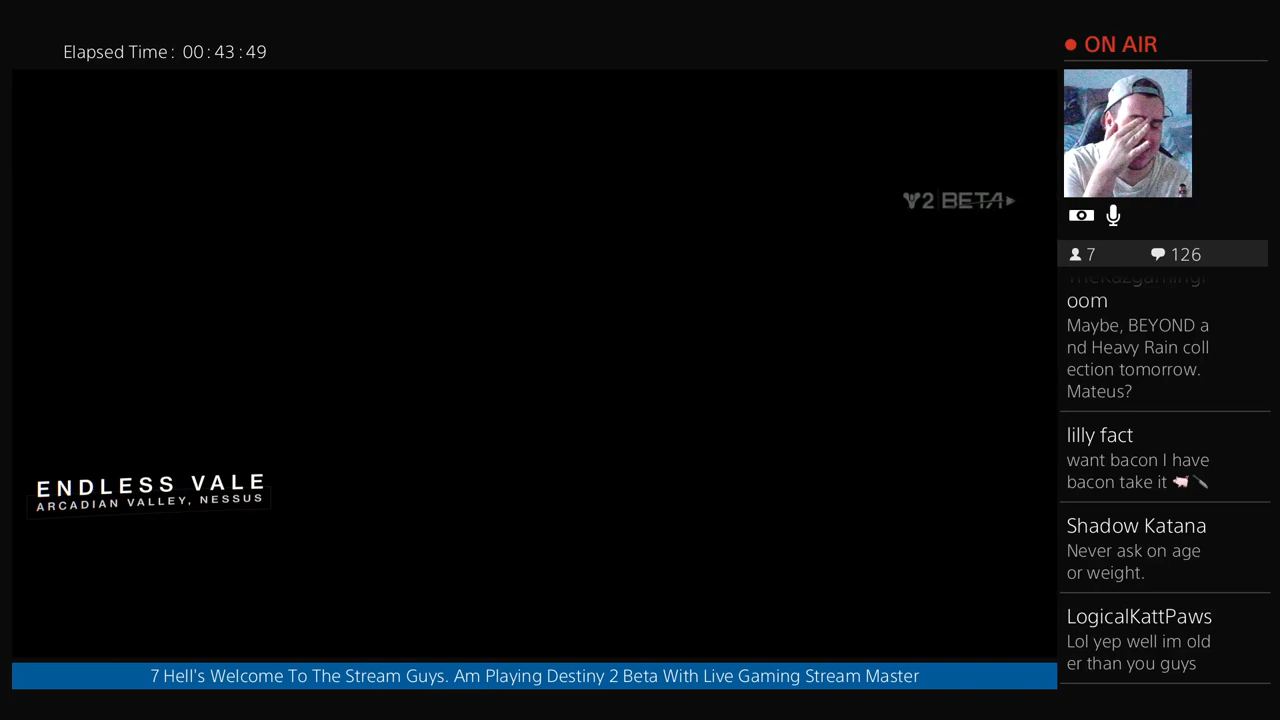 Elapsed Time: 00:43:49
ON AIR
2 BETA
7
126
oom
Maybe, BEYOND a
nd Heavy Rain coll
ection tomorrow.
Mateus?
lilly fact
want bacon I have
bacon take it 🐖🔪
Shadow Katana
Never ask on age
or weight.
LogicalKattPaws
Lol yep well im old
er than you guys
ENDLESS VALE
ARCADIAN VALLEY, NESSUS
7 Hell's Welcome To The Stream Guys. Am Playing Destiny 2 Beta With Live Gaming Stream Master